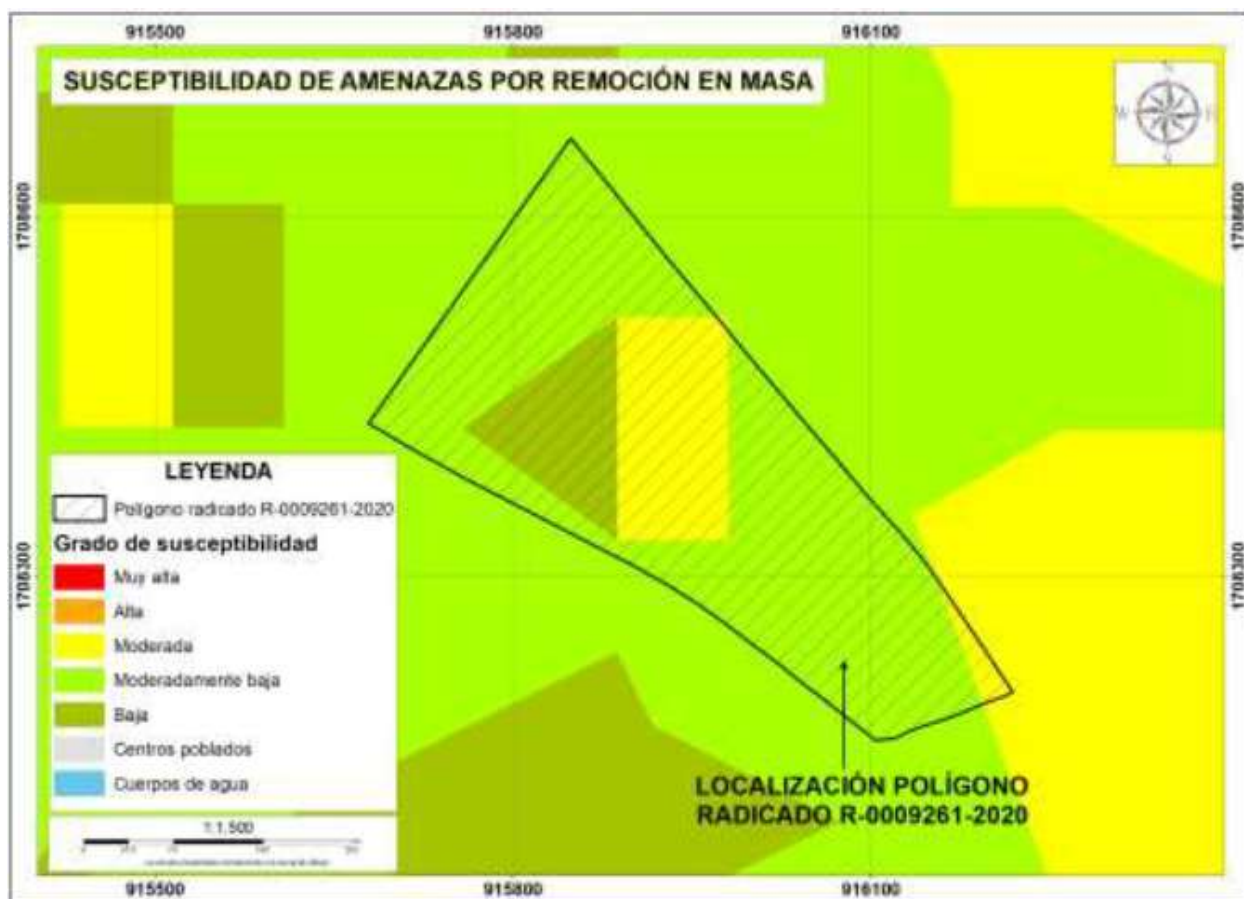 915500 915800 916100
SUSCEPTIBILIDAD DE AMENAZAS POR REMOCIÓN EN MASA
W
1708600 1708600
LEYENDA
Polígono radicado R-0009261-2020
Grado de susceptibilidad
Muy alta
Alta
Moderada
Moderadamente baja
Baja
Centros poblados
Cuerpos de agua
1708300 1708300
LOCALIZACIÓN POLÍGONO
RADICADO R-0009261-2020
1:1.500
915500 915800 916100